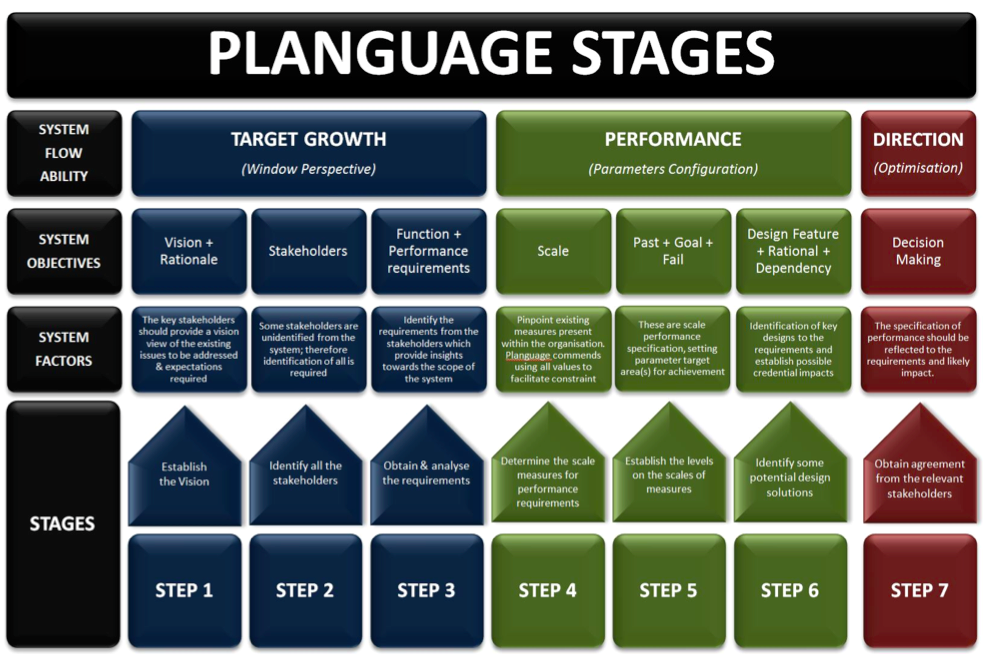 PLANGUAGE STAGES
SYSTEM
FLOW
ABILITY
TARGET GROWTH
(Window Perspective)
PERFORMANCE
(Parameters Configuration)
DIRECTION
(Optimisation)
SYSTEM
OBJECTIVES
Vision +
Rationale
Stakeholders
Function +
Performance
requirements
Scale
Past + Goal +
Fail
Design Feature
+ Rational +
Dependency
Decision
Making
SYSTEM
FACTORS
The key stakeholders
should provide a vision
view of the existing
issues to be addressed
& expectations
required
Some stakeholders are
unidentified from the
system; therefore
identification of all is
required
Identify the
requirements from the
stakeholders which
provide insights
towards the scope of
the system
Pinpoint existing
measures present
within the organisation.
Planguage commends
using all values to
facilitate constraint
These are scale
performance
specification, setting
parameter target
area(s) for achievement
Identification of key
designs to the
requirements and
establish possible
credential impacts
The specification of
performance should be
reflected to the
requirements and likely
impact.
STAGES
Establish
the Vision
Identify all the
stakeholders
Obtain & analyse
the requirements
Determine the scale
measures for
performance
requirements
Establish the levels
on the scales of
measures
Identify some
potential design
solutions
Obtain agreement
from the relevant
stakeholders
STEP 1
STEP 2
STEP 3
STEP 4
STEP 5
STEP 6
STEP 7